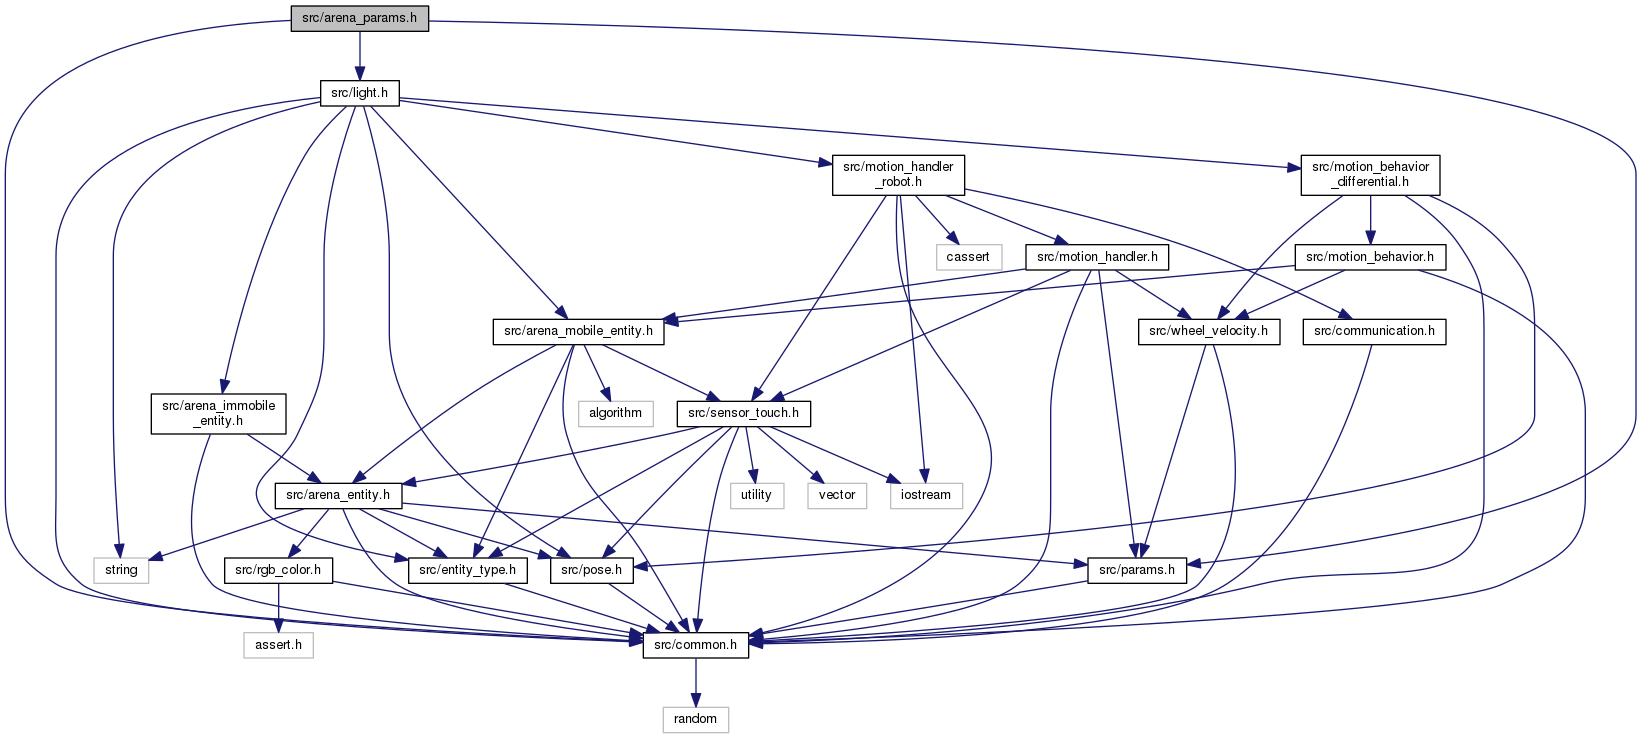 src/arena_params.h
src/light.h
src/motion_handler
_robot.h
src/motion_behavior
_differential.h
cassert
src/motion_handler.h
src/motion_behavior.h
src/arena_mobile_entity.h
src/wheel_velocity.h
src/communication.h
src/arena_immobile
_entity.h
algorithm
src/sensor_touch.h
src/arena_entity.h
utility
vector
iostream
string
src/rgb_color.h
src/entity_type.h
src/pose.h
src/params.h
assert.h
src/common.h
random